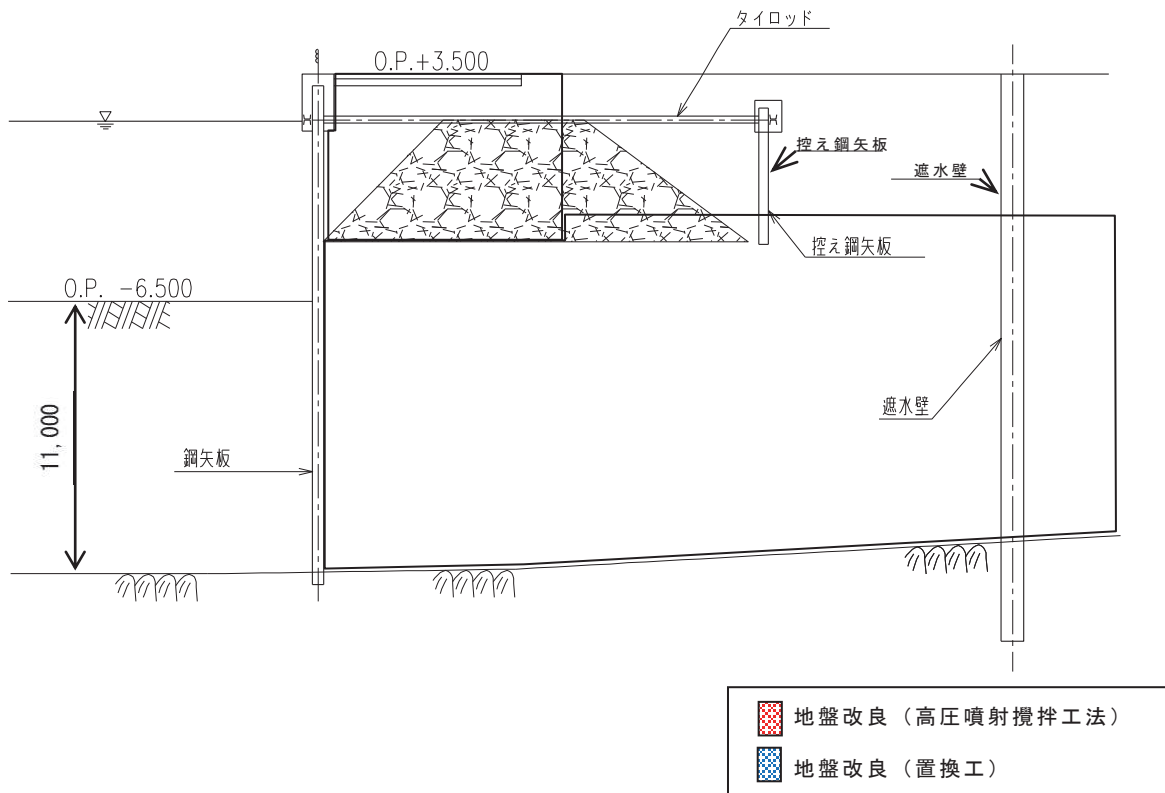 タイロッド
O.P.+3.500
控え鋼矢板
遮水壁
控え鋼矢板
O.P. -6.500
遮水壁
11,000
鋼矢板
地盤改良（高圧噴射攪拌工法）
地盤改良（置換工）